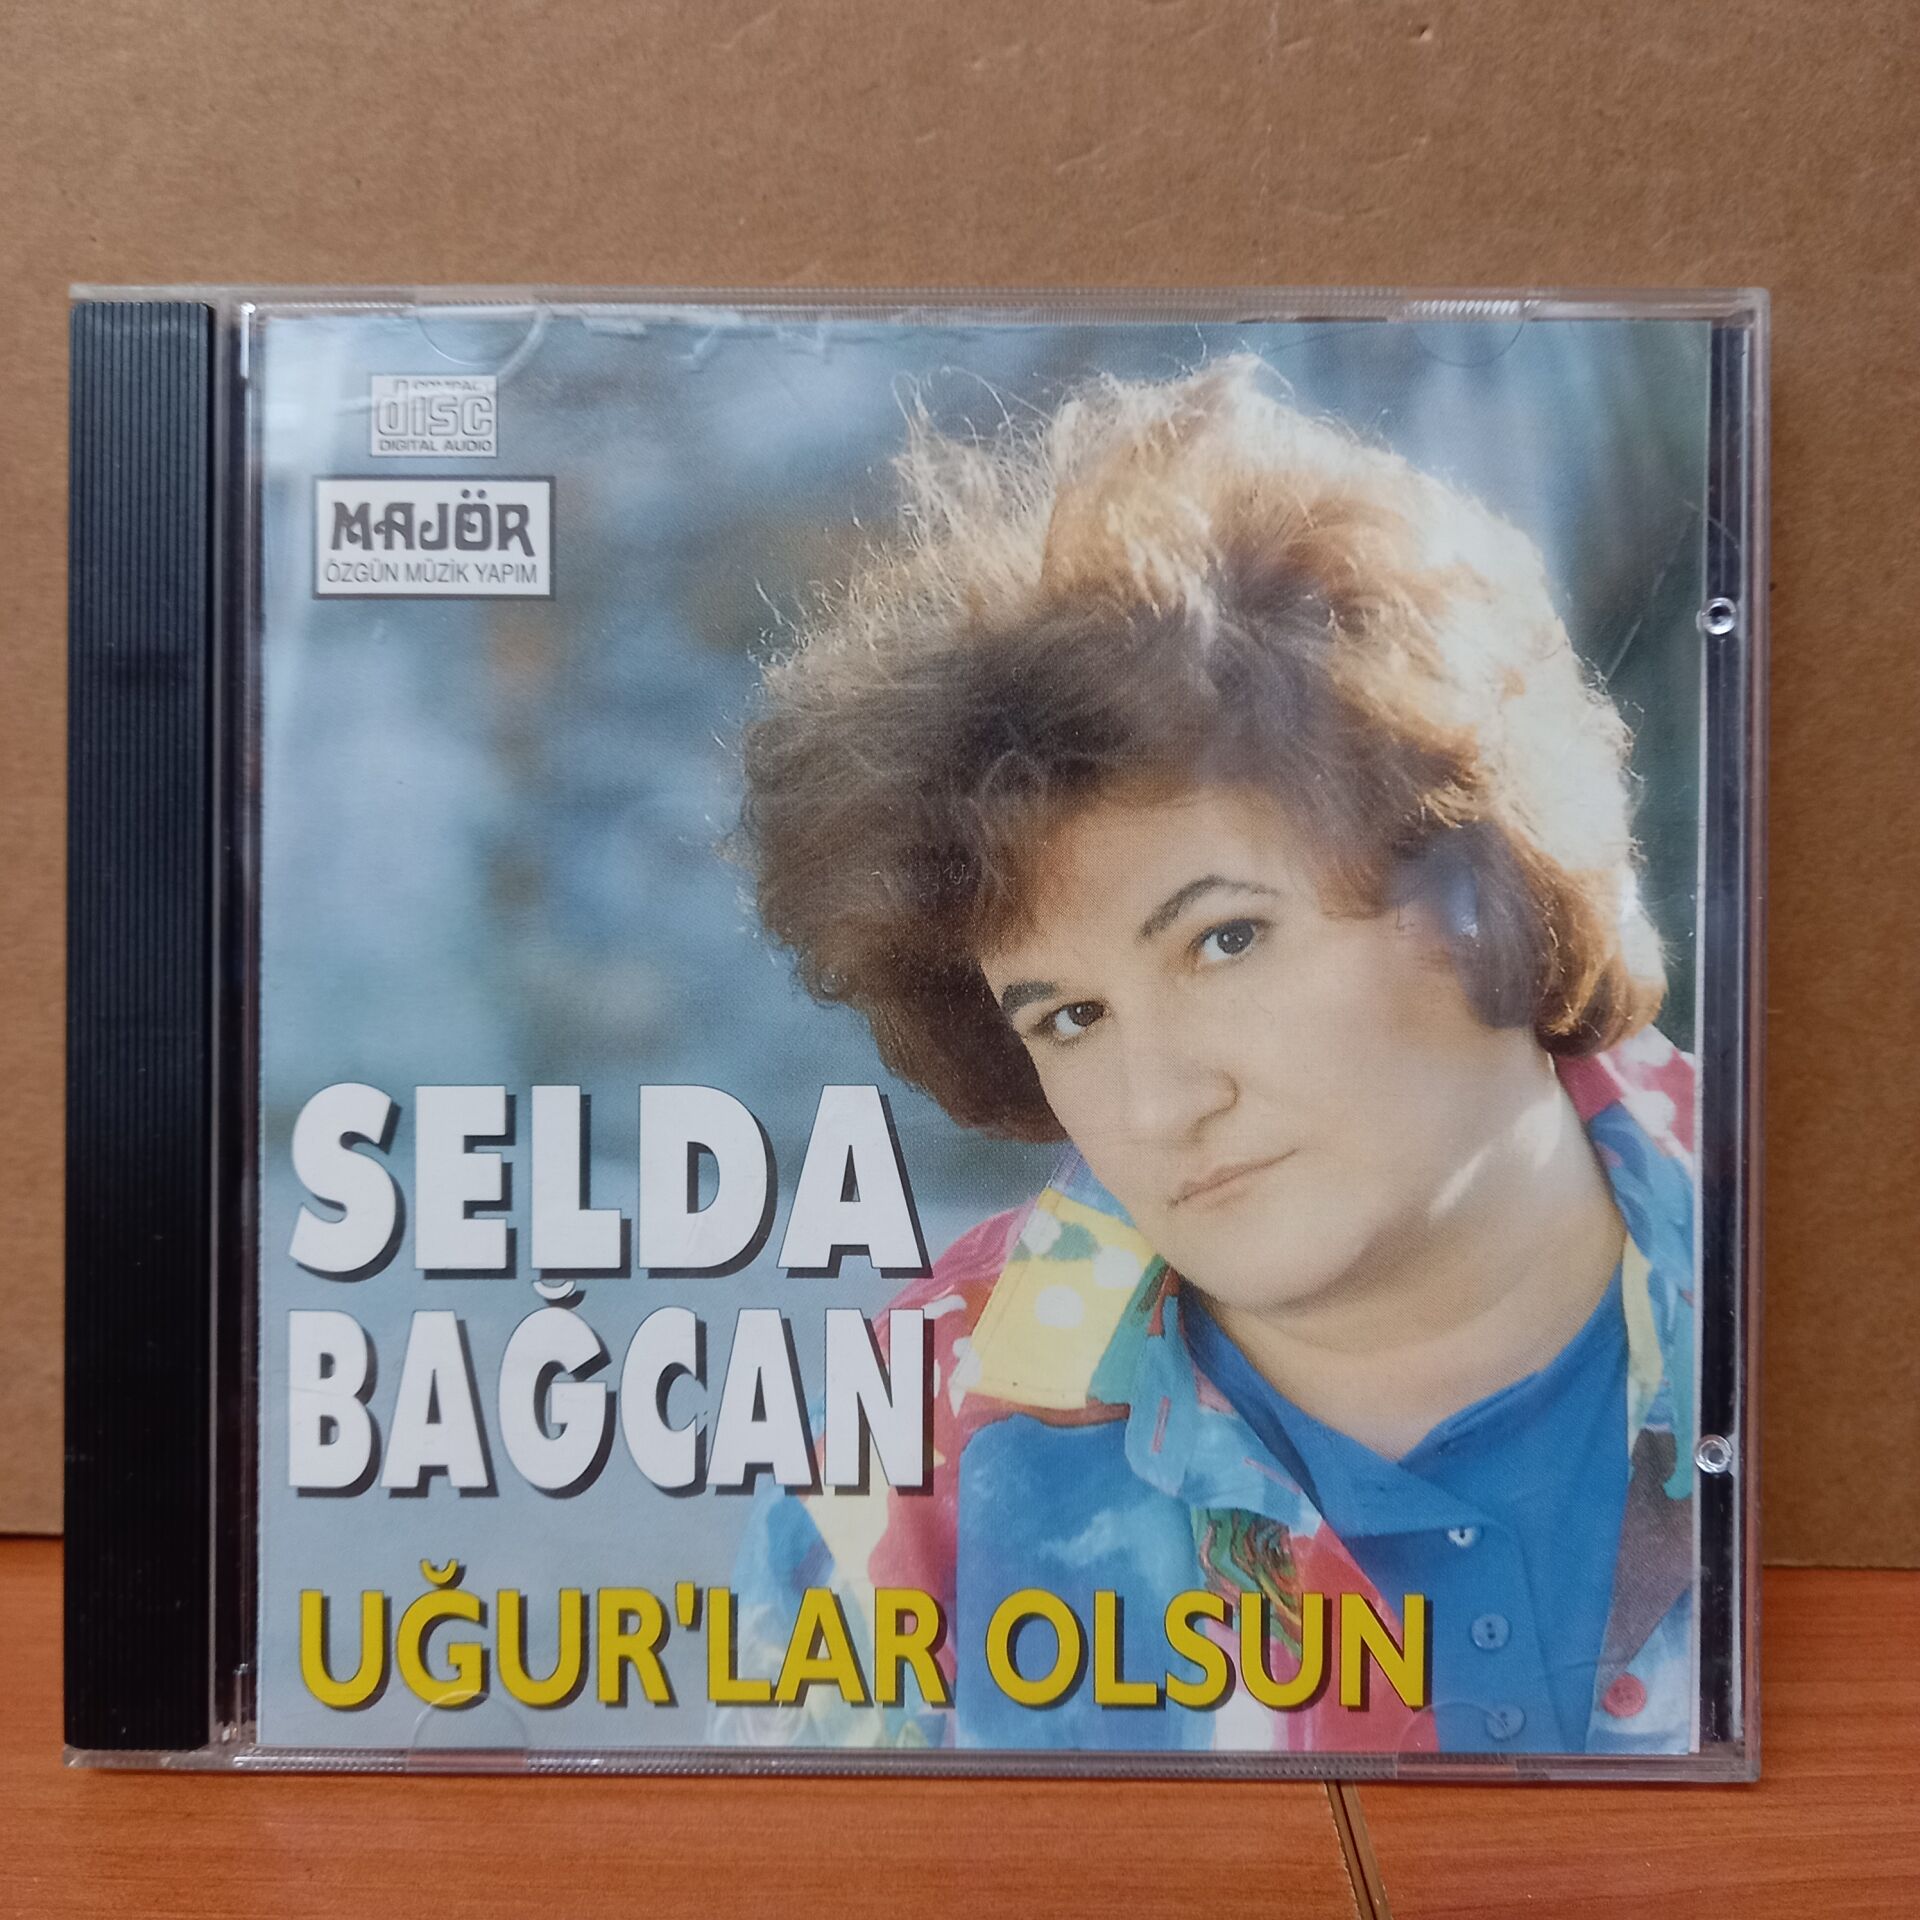 COMPACT
disc
DIGITAL AUDIO
MAJÖR
ÖZGÜN MÜZİK YAPIM
SELDA
BAĞCAN
UĞUR'LAR OLSUN